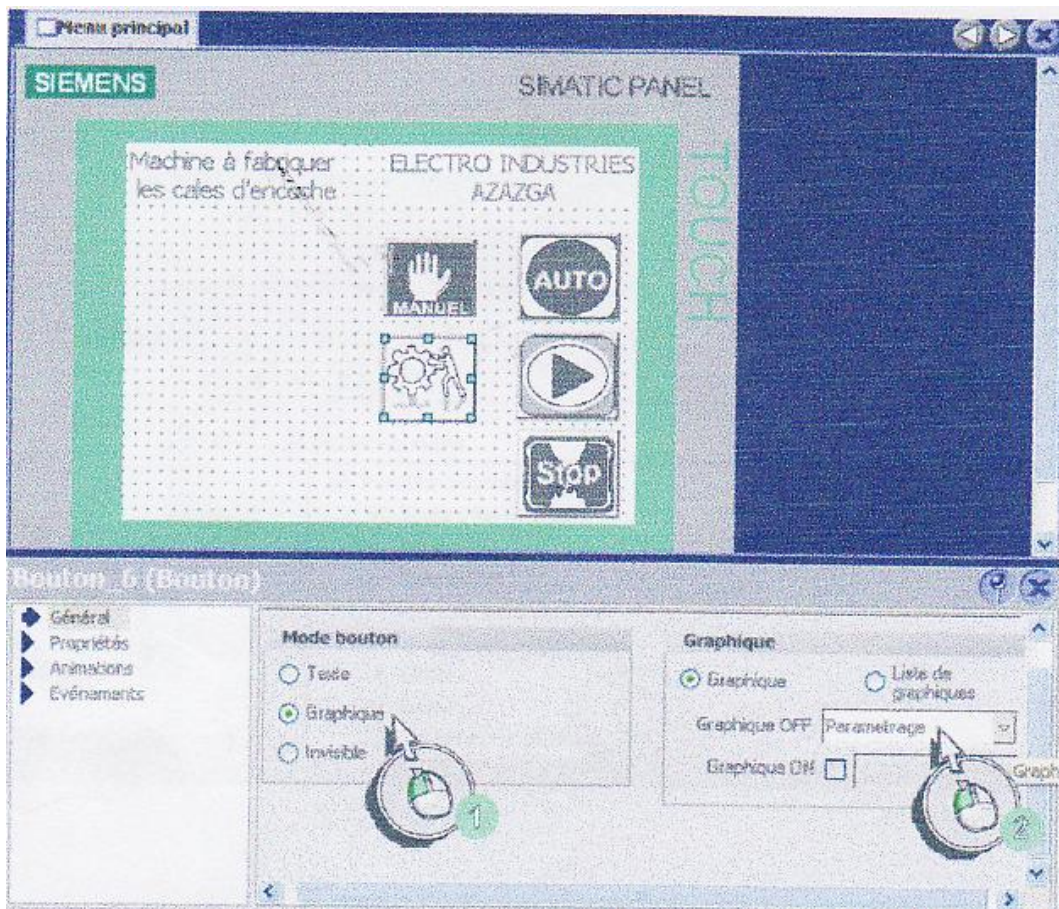 Menu principal
SIEMENS
SIMATIC PANEL
TOUCH
Machine à fabriquer
les cales d'encoche
ELECTRO INDUSTRIES
AZAZGA
MANUEL
AUTO
Stop
Bouton_6 (Bouton)
Général
Propriétés
Animations
Evénements
Mode bouton
Texte
Graphique
Invisible
1
Graphique
Graphique
Liste de
graphiques
Graphique OFF
Parametrage
Graphique ON
Graph
2